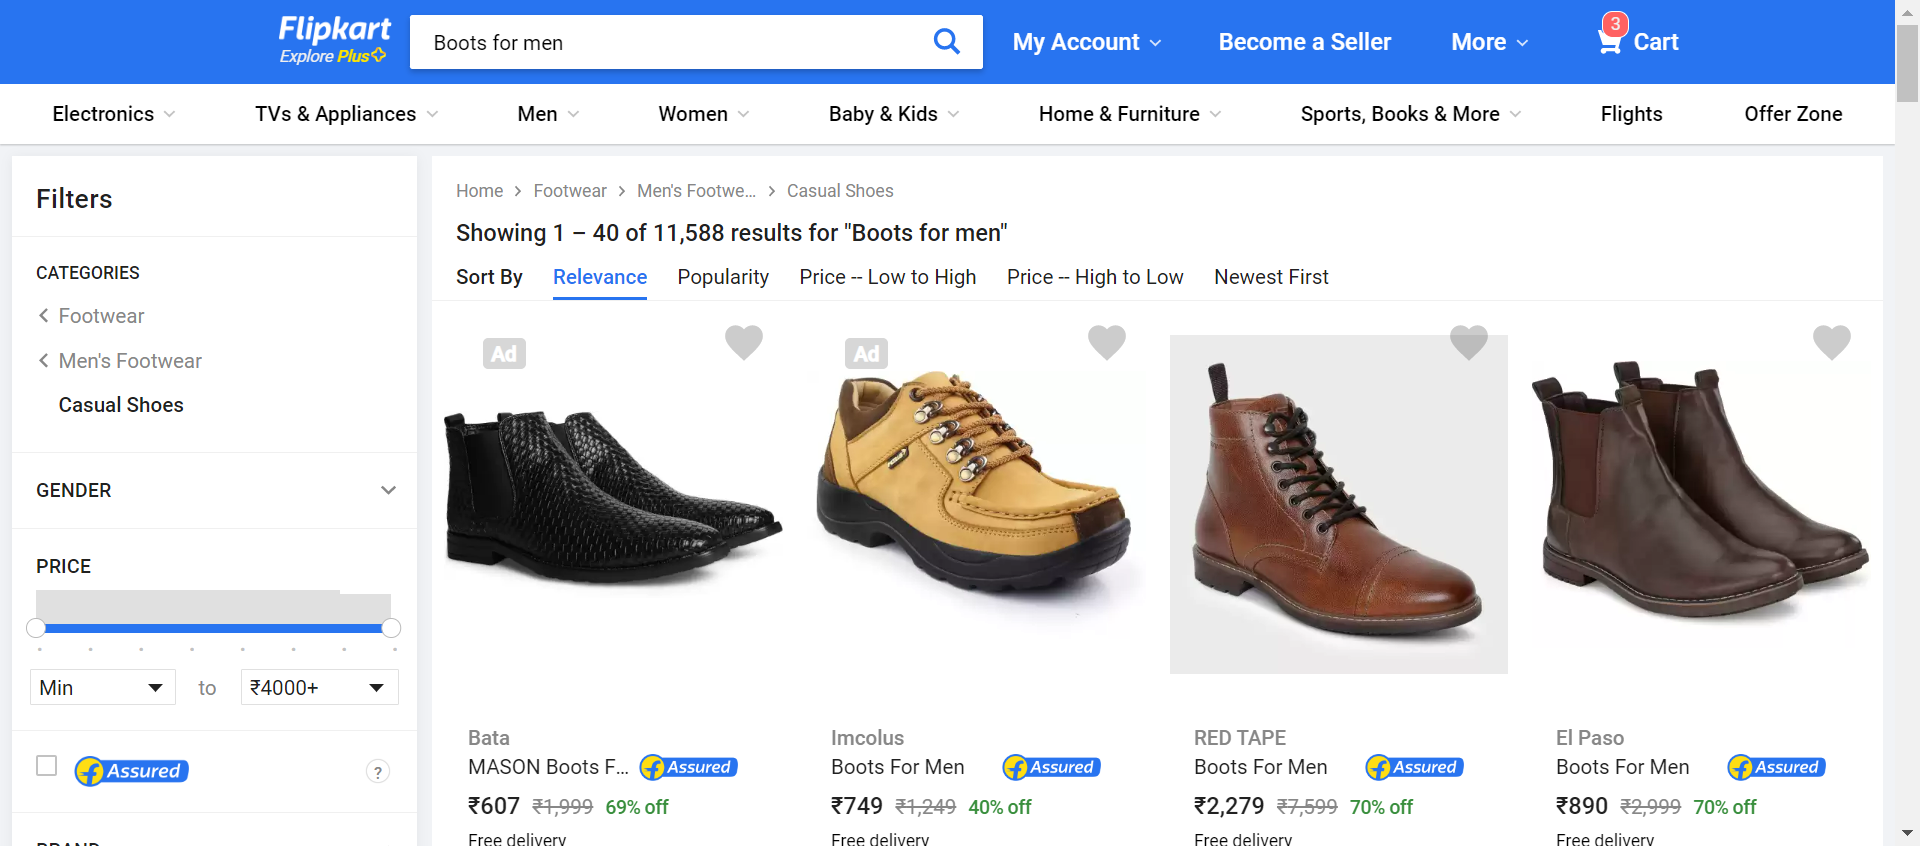 Flipkart
Explore Plus
Boots for men
My Account
Become a Seller
More
3
Cart
Electronics
TVs & Appliances
Men
Women
Baby & Kids
Home & Furniture
Sports, Books & More
Flights
Offer Zone
Filters
CATEGORIES
Footwear
Men's Footwear
Casual Shoes
GENDER
PRICE
Min to ₹4000+
Assured ?
Home > Footwear > Men's Footwe... > Casual Shoes
Showing 1 – 40 of 11,588 results for "Boots for men"
Sort By Relevance Popularity Price -- Low to High Price -- High to Low Newest First
Ad
Bata
MASON Boots F... Assured
₹607 ₹1,999 69% off
Free delivery
Ad
Imcolus
Boots For Men Assured
₹749 ₹1,249 40% off
Free delivery
RED TAPE
Boots For Men Assured
₹2,279 ₹7,599 70% off
Free delivery
El Paso
Boots For Men Assured
₹890 ₹2,999 70% off
Free delivery